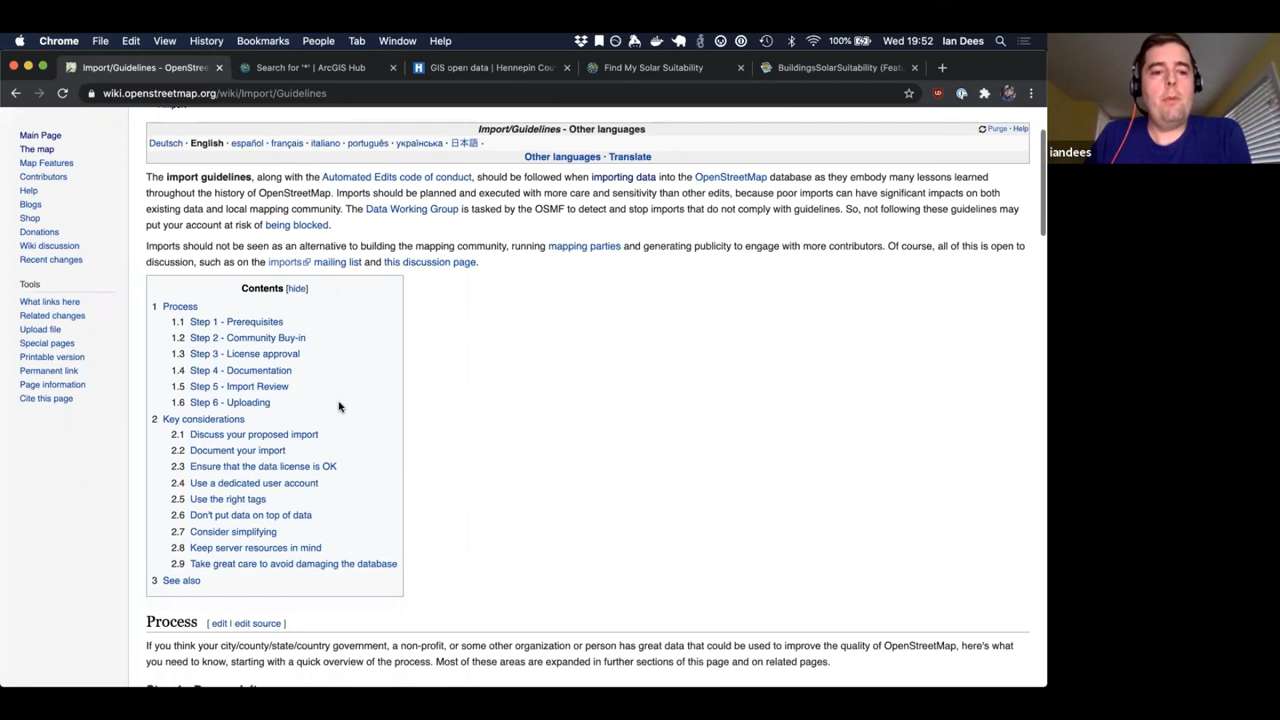 Chrome File Edit View History Bookmarks People Tab Window Help 100% Wed 19:52 Ian Dees
Import/Guidelines - OpenStre... Search for '*' | ArcGIS Hub GIS open data | Hennepin Cou Find My Solar Suitability BuildingsSolarSuitability (Featu
wiki.openstreetmap.org/wiki/Import/Guidelines
iandees
Main Page
The map
Map Features
Contributors
Help
Blogs
Shop
Donations
Wiki discussion
Recent changes
Tools
What links here
Related changes
Upload file
Special pages
Printable version
Permanent link
Page information
Cite this page
Import/Guidelines - Other languages Purge · Help
Deutsch · English · español · français · italiano · português · українська · 日本語 ·
Other languages · Translate
The import guidelines, along with the Automated Edits code of conduct, should be followed when importing data into the OpenStreetMap database as they embody many lessons learned
throughout the history of OpenStreetMap. Imports should be planned and executed with more care and sensitivity than other edits, because poor imports can have significant impacts on both
existing data and local mapping community. The Data Working Group is tasked by the OSMF to detect and stop imports that do not comply with guidelines. So, not following these guidelines may
put your account at risk of being blocked.
Imports should not be seen as an alternative to building the mapping community, running mapping parties and generating publicity to engage with more contributors. Of course, all of this is open to
discussion, such as on the imports mailing list and this discussion page.
Contents [hide]
1 Process
1.1 Step 1 - Prerequisites
1.2 Step 2 - Community Buy-in
1.3 Step 3 - License approval
1.4 Step 4 - Documentation
1.5 Step 5 - Import Review
1.6 Step 6 - Uploading
2 Key considerations
2.1 Discuss your proposed import
2.2 Document your import
2.3 Ensure that the data license is OK
2.4 Use a dedicated user account
2.5 Use the right tags
2.6 Don't put data on top of data
2.7 Consider simplifying
2.8 Keep server resources in mind
2.9 Take great care to avoid damaging the database
3 See also
Process [ edit | edit source ]
If you think your city/county/state/country government, a non-profit, or some other organization or person has great data that could be used to improve the quality of OpenStreetMap, here's what
you need to know, starting with a quick overview of the process. Most of these areas are expanded in further sections of this page and on related pages.